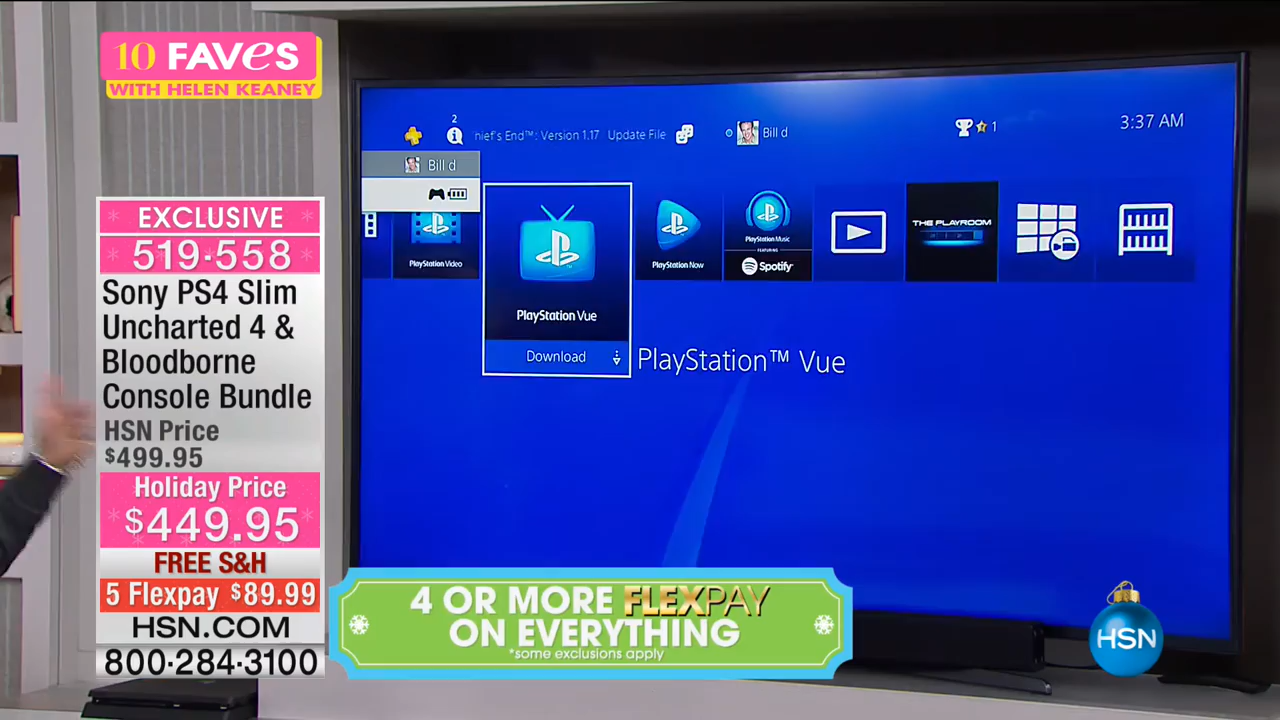 10 FAVES
WITH HELEN KEANEY
EXCLUSIVE
519-558
Sony PS4 Slim
Uncharted 4 &
Bloodborne
Console Bundle
HSN Price
$499.95
Holiday Price
$449.95
FREE S&H
5 Flexpay $89.99
HSN.COM
800-284-3100
2
hief's End™: Version 1.17 Update File
Bill d
1
3:37 AM
Bill d
PlayStation Video
PlayStation Vue
Download
PlayStation™ Vue
PlayStation Now
PlayStation Music
FEATURING
Spotify
THE PLAYROOM
4 OR MORE FLEXPAY
ON EVERYTHING
*some exclusions apply
HSN